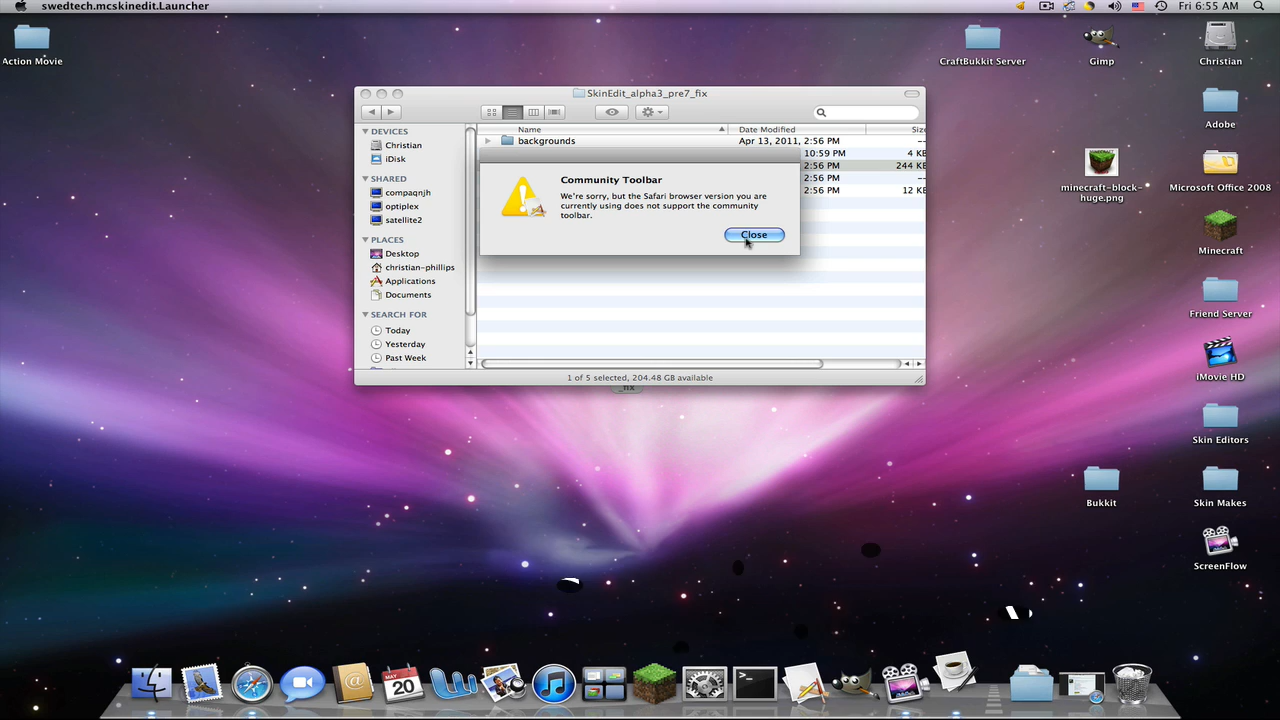 swedtech.mcskinedit.Launcher
Fri 6:55 AM
Action Movie
CraftBukkit Server
Gimp
Christian
Adobe
minecraft-block-huge.png
Microsoft Office 2008
Minecraft
Friend Server
iMovie HD
Skin Editors
Bukkit
Skin Makes
ScreenFlow
SkinEdit_alpha3_pre7_fix
DEVICES
Christian
iDisk
SHARED
compaqnjh
optiplex
satellite2
PLACES
Desktop
christian-phillips
Applications
Documents
SEARCH FOR
Today
Yesterday
Past Week
Name
Date Modified
Size
backgrounds
Apr 13, 2011, 2:56 PM
--
10:59 PM
4 KB
2:56 PM
244 KB
2:56 PM
--
2:56 PM
12 KB
Community Toolbar
We're sorry, but the Safari browser version you are
currently using does not support the community
toolbar.
Close
1 of 5 selected, 204.48 GB available
_fix
MAY
20